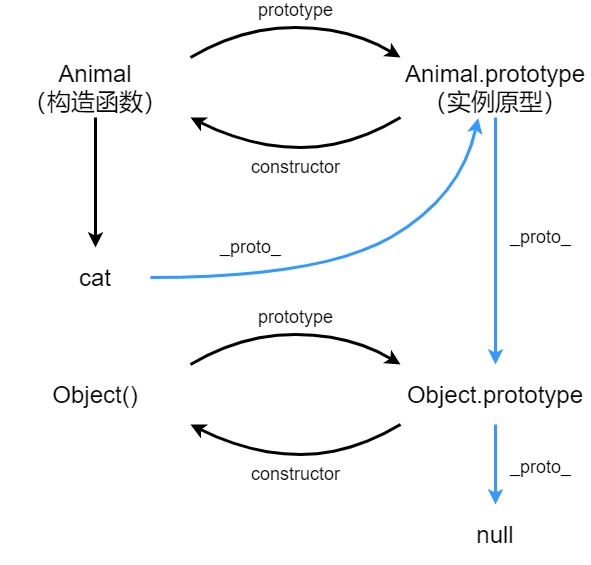 prototype
Animal
（构造函数）
Animal.prototype
（实例原型）
constructor
_proto_
_proto_
cat
prototype
Object()
Object.prototype
constructor
_proto_
null